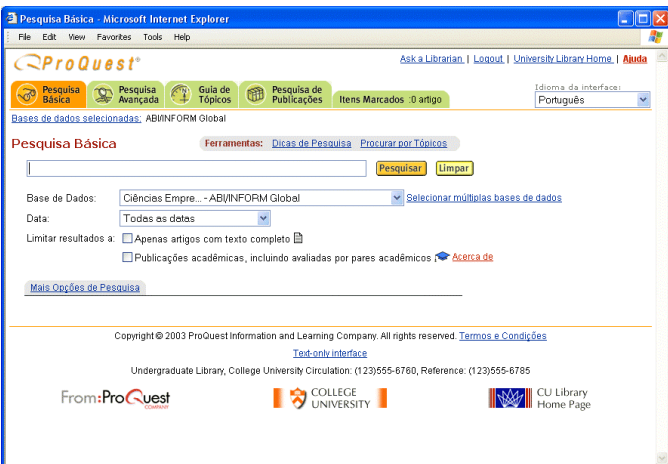 Pesquisa Básica - Microsoft Internet Explorer
File Edit View Favorites Tools Help
ProQuest®
Ask a Librarian | Logout | University Library Home | Ajuda
Pesquisa Básica
Pesquisa Avançada
Guia de Tópicos
Pesquisa de Publicações
Itens Marcados :0 artigo
Idioma da interface:
Português
Bases de dados selecionadas: ABI/INFORM Global
Pesquisa Básica
Ferramentas: Dicas de Pesquisa Procurar por Tópicos
Pesquisar Limpar
Base de Dados: Ciências Empre... - ABI/INFORM Global Selecionar múltiplas bases de dados
Data: Todas as datas
Limitar resultados a: Apenas artigos com texto completo
Publicações acadêmicas, incluindo avaliadas por pares acadêmicos Acerca de
Mais Opções de Pesquisa
Copyright © 2003 ProQuest Information and Learning Company. All rights reserved. Termos e Condições
Text-only interface
Undergraduate Library, College University Circulation: (123)555-6760, Reference: (123)555-6785
From:ProQuest
COMPANY
COLLEGE
UNIVERSITY
CU Library
Home Page